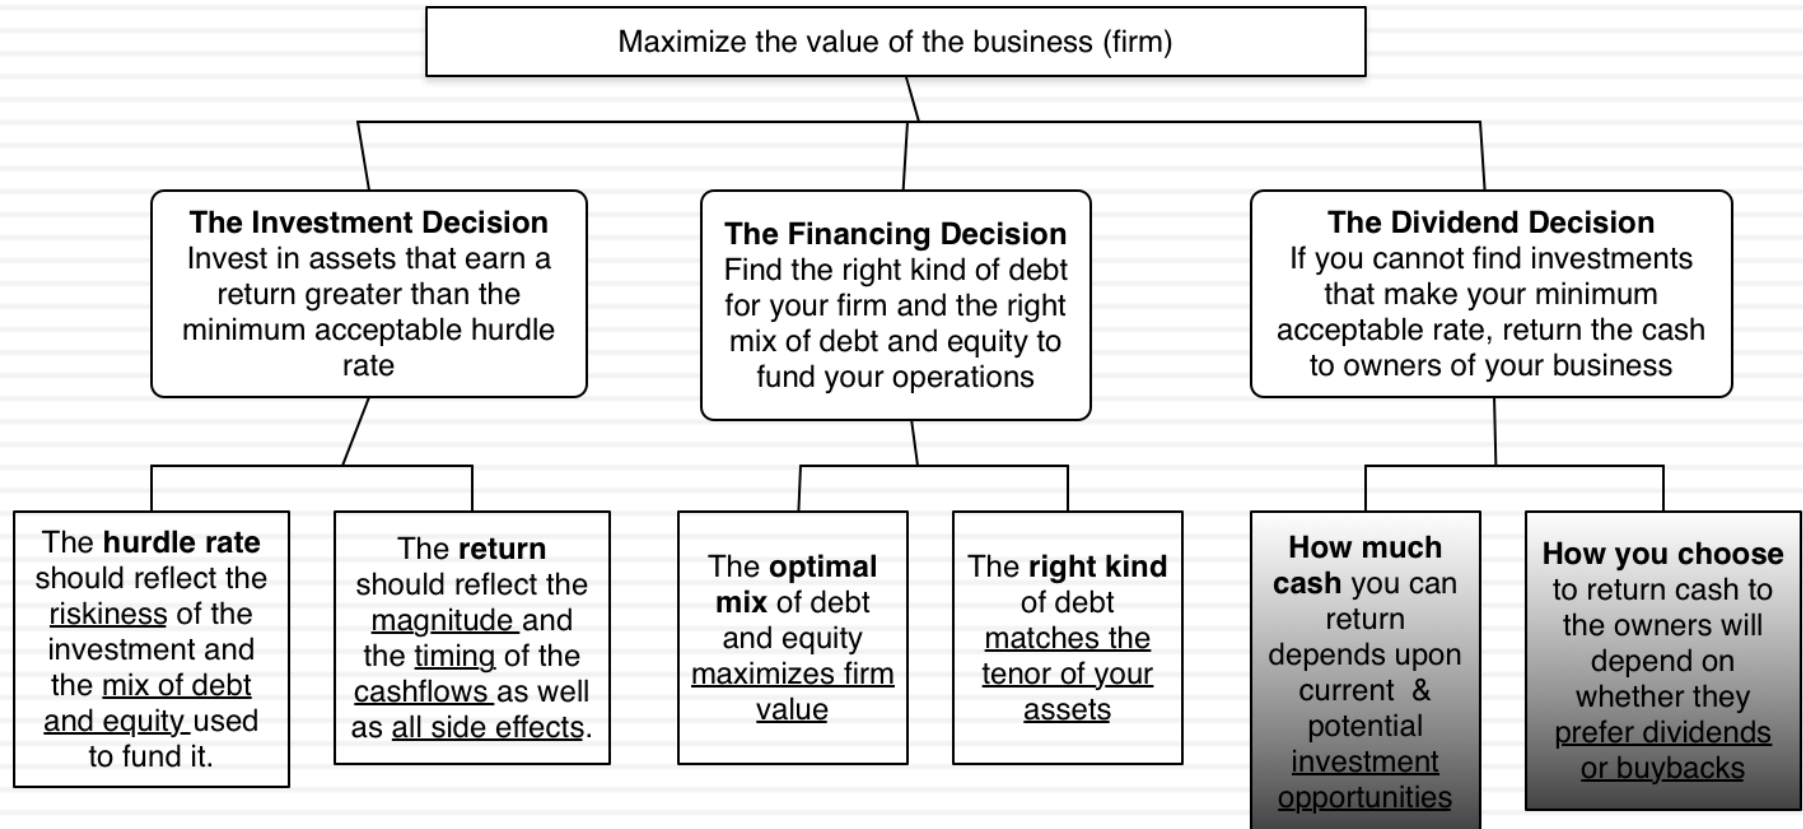 Maximize the value of the business (firm)
The Investment Decision
Invest in assets that earn a
return greater than the
minimum acceptable hurdle
rate
The Financing Decision
Find the right kind of debt
for your firm and the right
mix of debt and equity to
fund your operations
The Dividend Decision
If you cannot find investments
that make your minimum
acceptable rate, return the cash
to owners of your business
The hurdle rate
should reflect the
riskiness of the
investment and
the mix of debt
and equity used
to fund it.
The return
should reflect the
magnitude and
the timing of the
cashflows as well
as all side effects.
The optimal
mix of debt
and equity
maximizes firm
value
The right kind
of debt
matches the
tenor of your
assets
How much
cash you can
return
depends upon
current &
potential
investment
opportunities
How you choose
to return cash to
the owners will
depend on
whether they
prefer dividends
or buybacks